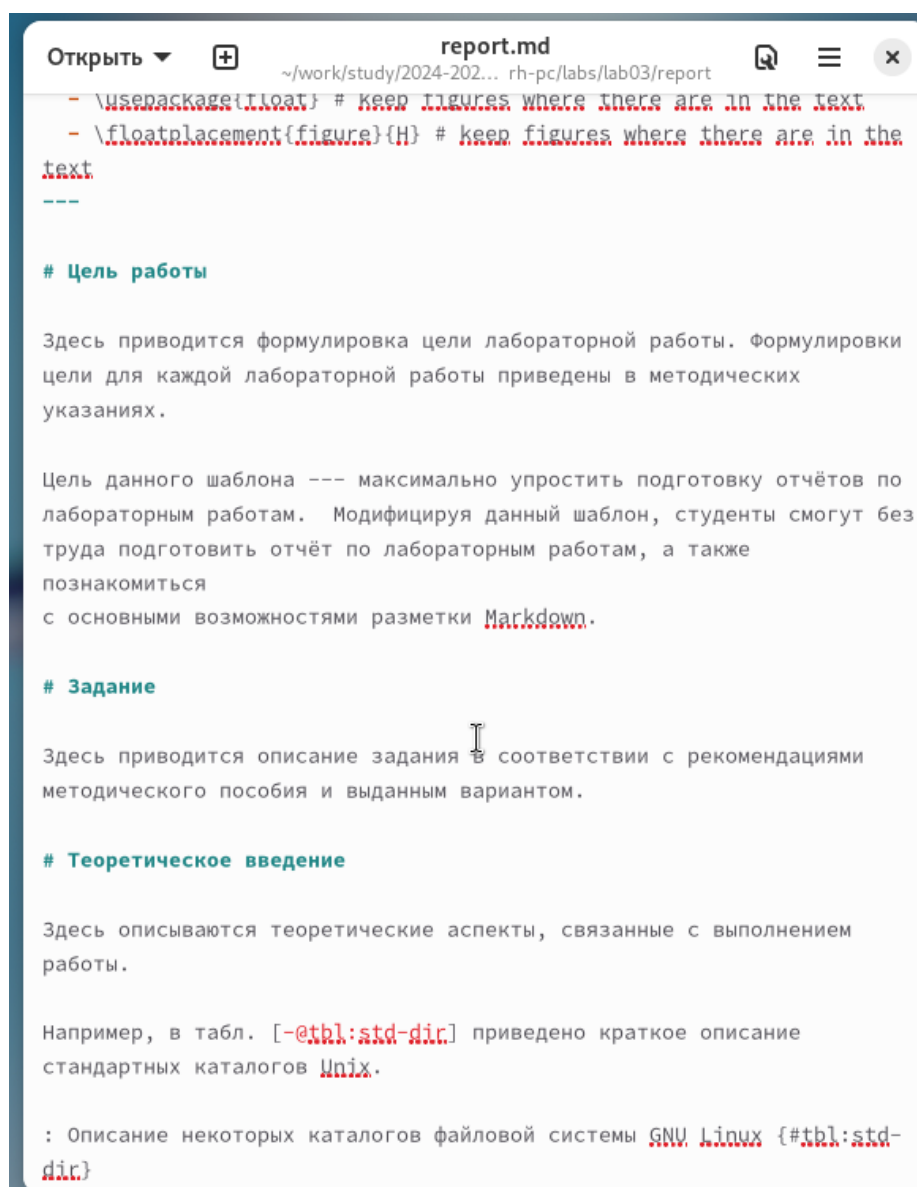 Открыть
report.md
~/work/study/2024-202... rh-pc/labs/lab03/report
- \usepackage{float} # keep figures where there are in the text
- \floatplacement{figure}{H} # keep figures where there are in the
text
---
# Цель работы
Здесь приводится формулировка цели лабораторной работы. Формулировки
цели для каждой лабораторной работы приведены в методических
указаниях.
Цель данного шаблона --- максимально упростить подготовку отчётов по
лабораторным работам.  Модифицируя данный шаблон, студенты смогут без
труда подготовить отчёт по лабораторным работам, а также
познакомиться
с основными возможностями разметки Markdown.
# Задание
Здесь приводится описание задания в соответствии с рекомендациями
методического пособия и выданным вариантом.
# Теоретическое введение
Здесь описываются теоретические аспекты, связанные с выполнением
работы.
Например, в табл. [-@tbl:std-dir] приведено краткое описание
стандартных каталогов Unix.
: Описание некоторых каталогов файловой системы GNU Linux {#tbl:std-
dir}